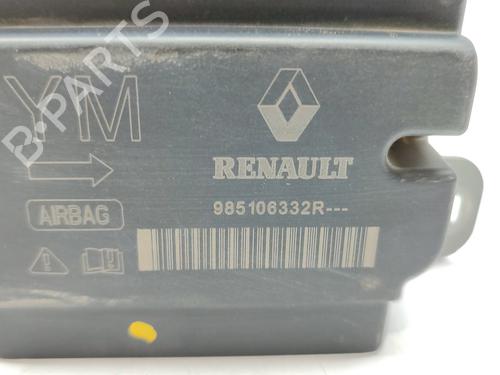 YM
RENAULT
AIRBAG
985106332R---
B-PARTS